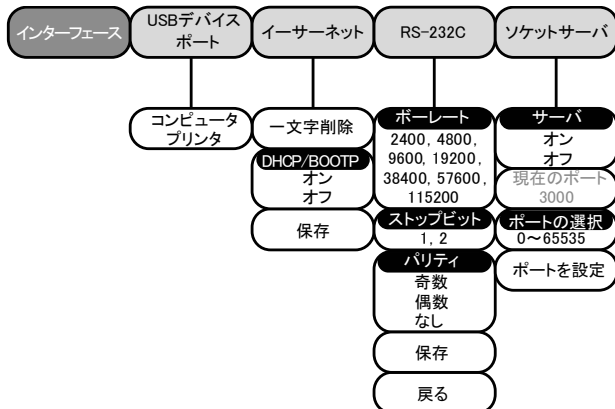 インターフェース
USBデバイス
ポート
イーサーネット
RS-232C
ソケットサーバ
コンピュータ
プリンタ
一文字削除
DHCP/BOOTP
オン
オフ
保存
ボーレート
2400, 4800,
9600, 19200,
38400, 57600,
115200
ストップビット
1, 2
パリティ
奇数
偶数
なし
保存
戻る
サーバ
オン
オフ
現在のポート
3000
ポートの選択
0~65535
ポートを設定